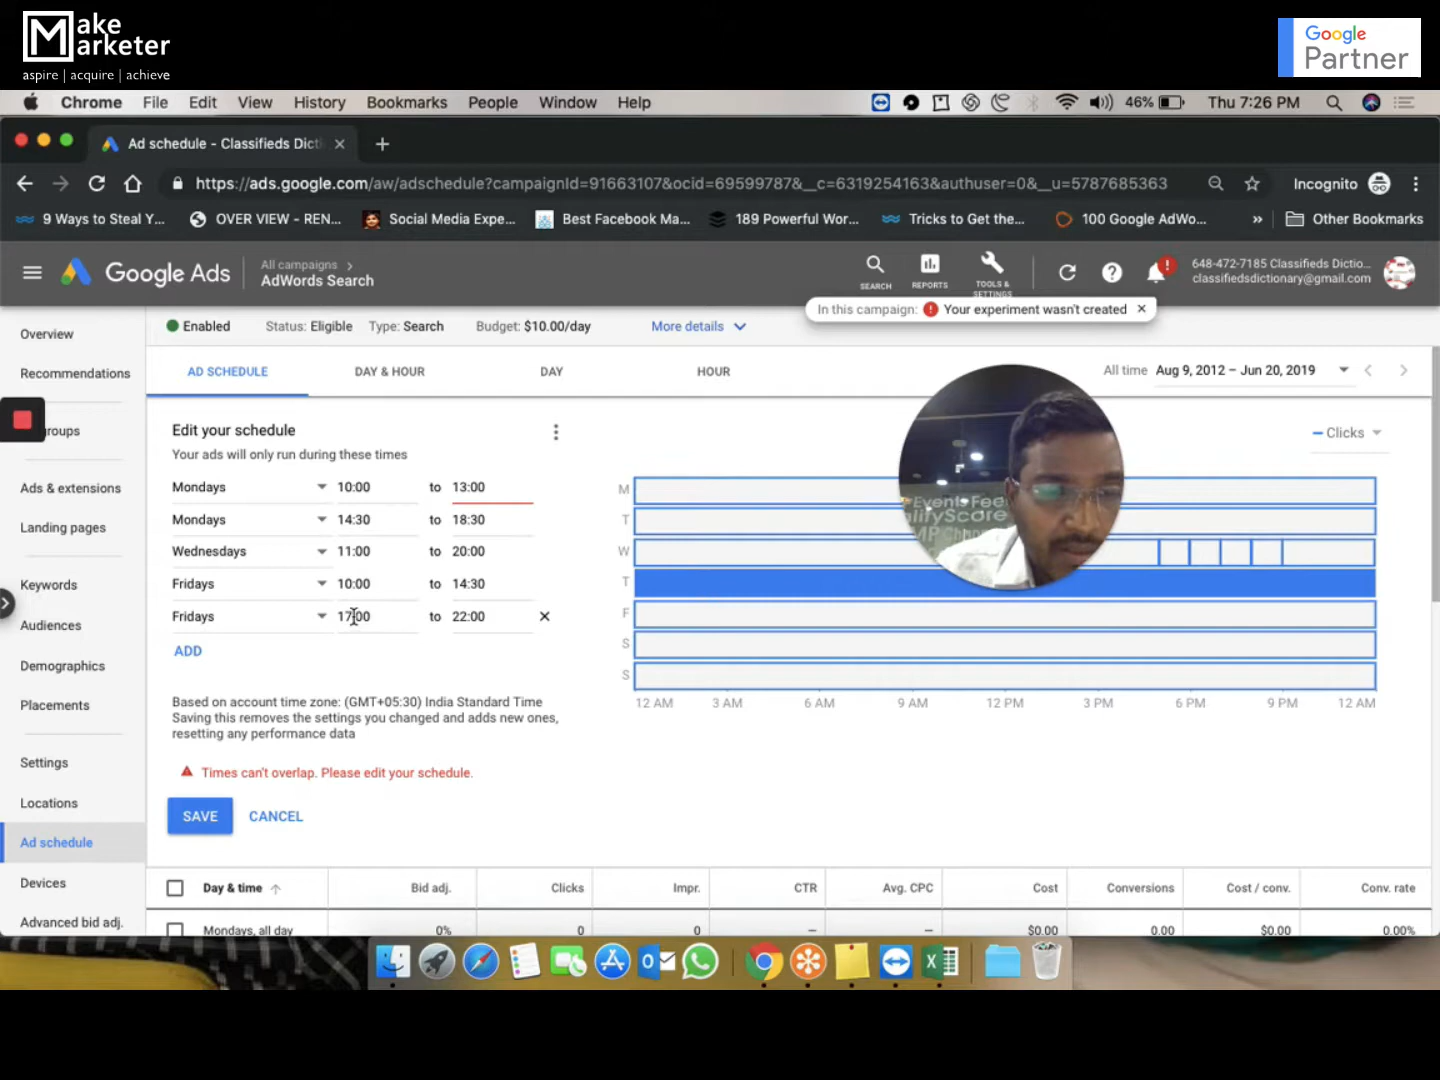 Make Marketer
aspire | acquire | achieve
Google
Partner
Chrome File Edit View History Bookmarks People Window Help
46% Thu 7:26 PM
Ad schedule - Classifieds Dicti
https://ads.google.com/aw/adschedule?campaignId=91663107&ocid=69599787&__c=6319254163&authuser=0&__u=5787685363
Incognito
9 Ways to Steal Y...
OVER VIEW - REN...
Social Media Expe...
Best Facebook Ma...
189 Powerful Wor...
Tricks to Get the...
100 Google AdWo...
» Other Bookmarks
Google Ads
All campaigns >
AdWords Search
SEARCH
REPORTS
TOOLS & SETTINGS
648-472-7185 Classifieds Dictio...
classifiedsdictionary@gmail.com
In this campaign: Your experiment wasn't created ×
Enabled Status: Eligible Type: Search Budget: $10.00/day More details
Overview
Recommendations
groups
Ads & extensions
Landing pages
Keywords
Audiences
Demographics
Placements
Settings
Locations
Ad schedule
Devices
Advanced bid adj.
AD SCHEDULE DAY & HOUR DAY HOUR
All time Aug 9, 2012 – Jun 20, 2019
Edit your schedule
Your ads will only run during these times
Mondays 10:00 to 13:00
Mondays 14:30 to 18:30
Wednesdays 11:00 to 20:00
Fridays 10:00 to 14:30
Fridays 17:00 to 22:00
ADD
Based on account time zone: (GMT+05:30) India Standard Time
Saving this removes the settings you changed and adds new ones,
resetting any performance data
Times can't overlap. Please edit your schedule.
SAVE CANCEL
Clicks
M
T
W
T
F
S
S
12 AM 3 AM 6 AM 9 AM 12 PM 3 PM 6 PM 9 PM 12 AM
Day & time Bid adj. Clicks Impr. CTR Avg. CPC Cost Conversions Cost / conv. Conv. rate
Mondays, all day 0% 0 0 – – $0.00 0.00 $0.00 0.00%